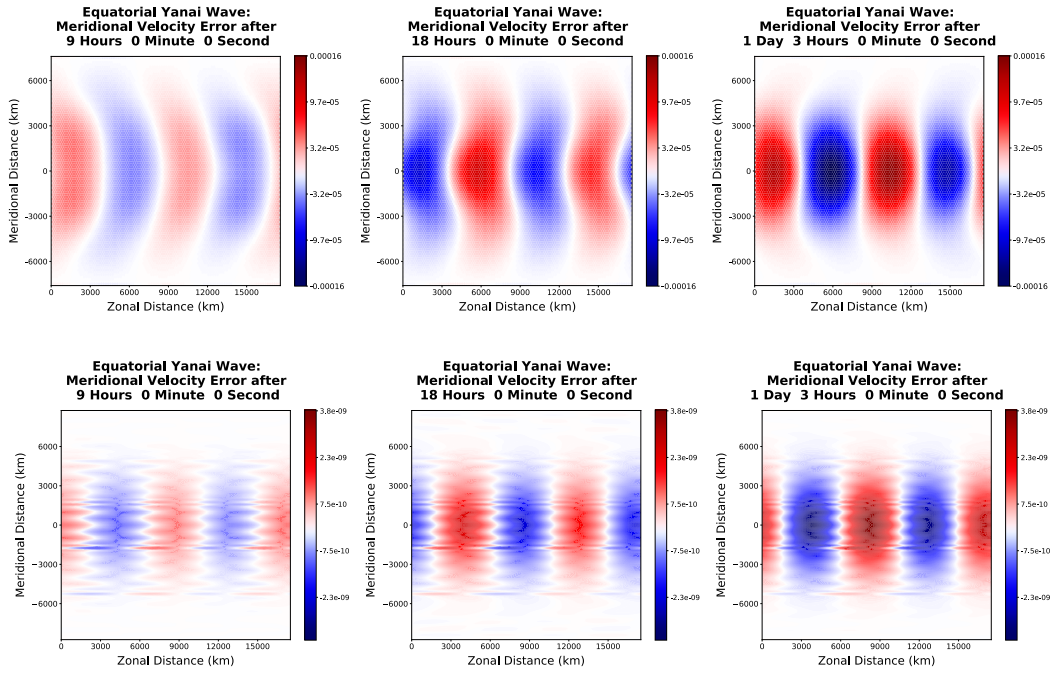 Equatorial Yanai Wave:
Meridional Velocity Error after
9 Hours 0 Minute 0 Second
Meridional Distance (km)
6000
3000
0
-3000
-6000
0 3000 6000 9000 12000 15000
Zonal Distance (km)
0.00016
9.7e-05
3.2e-05
-3.2e-05
-9.7e-05
-0.00016
Equatorial Yanai Wave:
Meridional Velocity Error after
18 Hours 0 Minute 0 Second
Meridional Distance (km)
6000
3000
0
-3000
-6000
0 3000 6000 9000 12000 15000
Zonal Distance (km)
0.00016
9.7e-05
3.2e-05
-3.2e-05
-9.7e-05
-0.00016
Equatorial Yanai Wave:
Meridional Velocity Error after
1 Day 3 Hours 0 Minute 0 Second
Meridional Distance (km)
6000
3000
0
-3000
-6000
0 3000 6000 9000 12000 15000
Zonal Distance (km)
0.00016
9.7e-05
3.2e-05
-3.2e-05
-9.7e-05
-0.00016
Equatorial Yanai Wave:
Meridional Velocity Error after
9 Hours 0 Minute 0 Second
Meridional Distance (km)
6000
3000
0
-3000
-6000
0 3000 6000 9000 12000 15000
Zonal Distance (km)
3.8e-09
2.3e-09
7.5e-10
-7.5e-10
-2.3e-09
Equatorial Yanai Wave:
Meridional Velocity Error after
18 Hours 0 Minute 0 Second
Meridional Distance (km)
6000
3000
0
-3000
-6000
0 3000 6000 9000 12000 15000
Zonal Distance (km)
3.8e-09
2.3e-09
7.5e-10
-7.5e-10
-2.3e-09
Equatorial Yanai Wave:
Meridional Velocity Error after
1 Day 3 Hours 0 Minute 0 Second
Meridional Distance (km)
6000
3000
0
-3000
-6000
0 3000 6000 9000 12000 15000
Zonal Distance (km)
3.8e-09
2.3e-09
7.5e-10
-7.5e-10
-2.3e-09